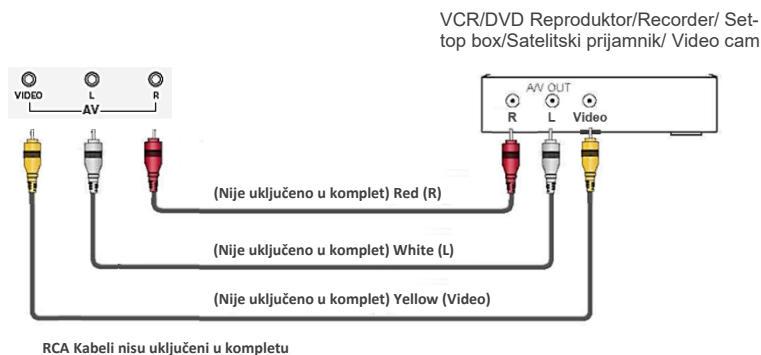 VCR/DVD Reproduktor/Recorder/ Set-
top box/Satelitski prijamnik/ Video cam
VIDEO L R
AV
A/V OUT
R L Video
(Nije uključeno u komplet) Red (R)
(Nije uključeno u komplet) White (L)
(Nije uključeno u komplet) Yellow (Video)
RCA Kabeli nisu uključeni u kompletu